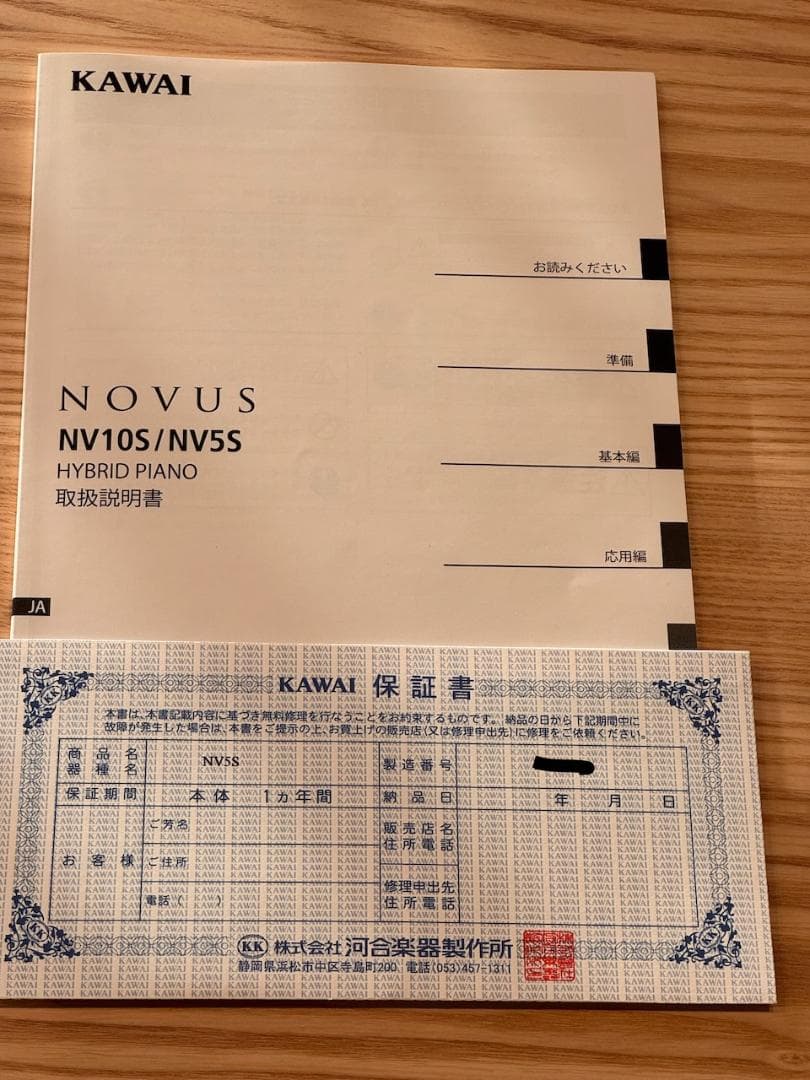 KAWAI
お読みください
準備
NOVUS
NV10S/NV5S
基本編
HYBRID PIANO
取扱説明書
応用編
JA
KAWAI 保証書
本書は、本書記載内容に基づき無料修理を行なうことをお約束するものです。納品の日から下記期間中に
故障が発生した場合は、本書をご提示の上、お買上げの販売店(又は修理申出先)に修理をご依頼ください。
商品名
器種名
NV5S
製造番号
保証期間 本体 1ヵ年間 納品日 年 月 日
お客様
ご芳名
ご住所
電話( )
販売店名
住所電話
修理申出先
住所電話
KK 株式会社 河合楽器製作所
静岡県浜松市中区寺島町200 電話(053)457-1311